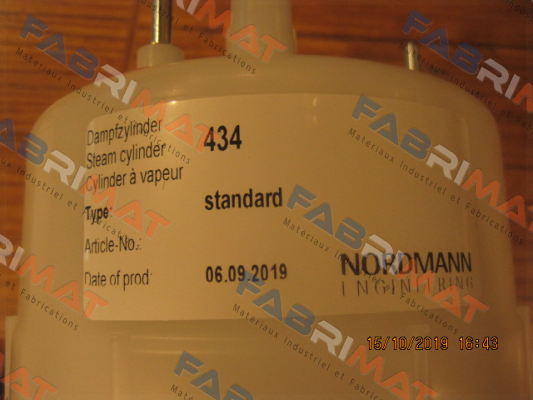 Dampfzylinder
Steam cylinder 434
Cylinder à vapeur
Type: standard
Article-No.:
Date of prod: 06.09.2019
NORDMANN
ENGINEERING
15/10/2019 16:43
FABRIMAT
Materiaux Industriel et Fabrications